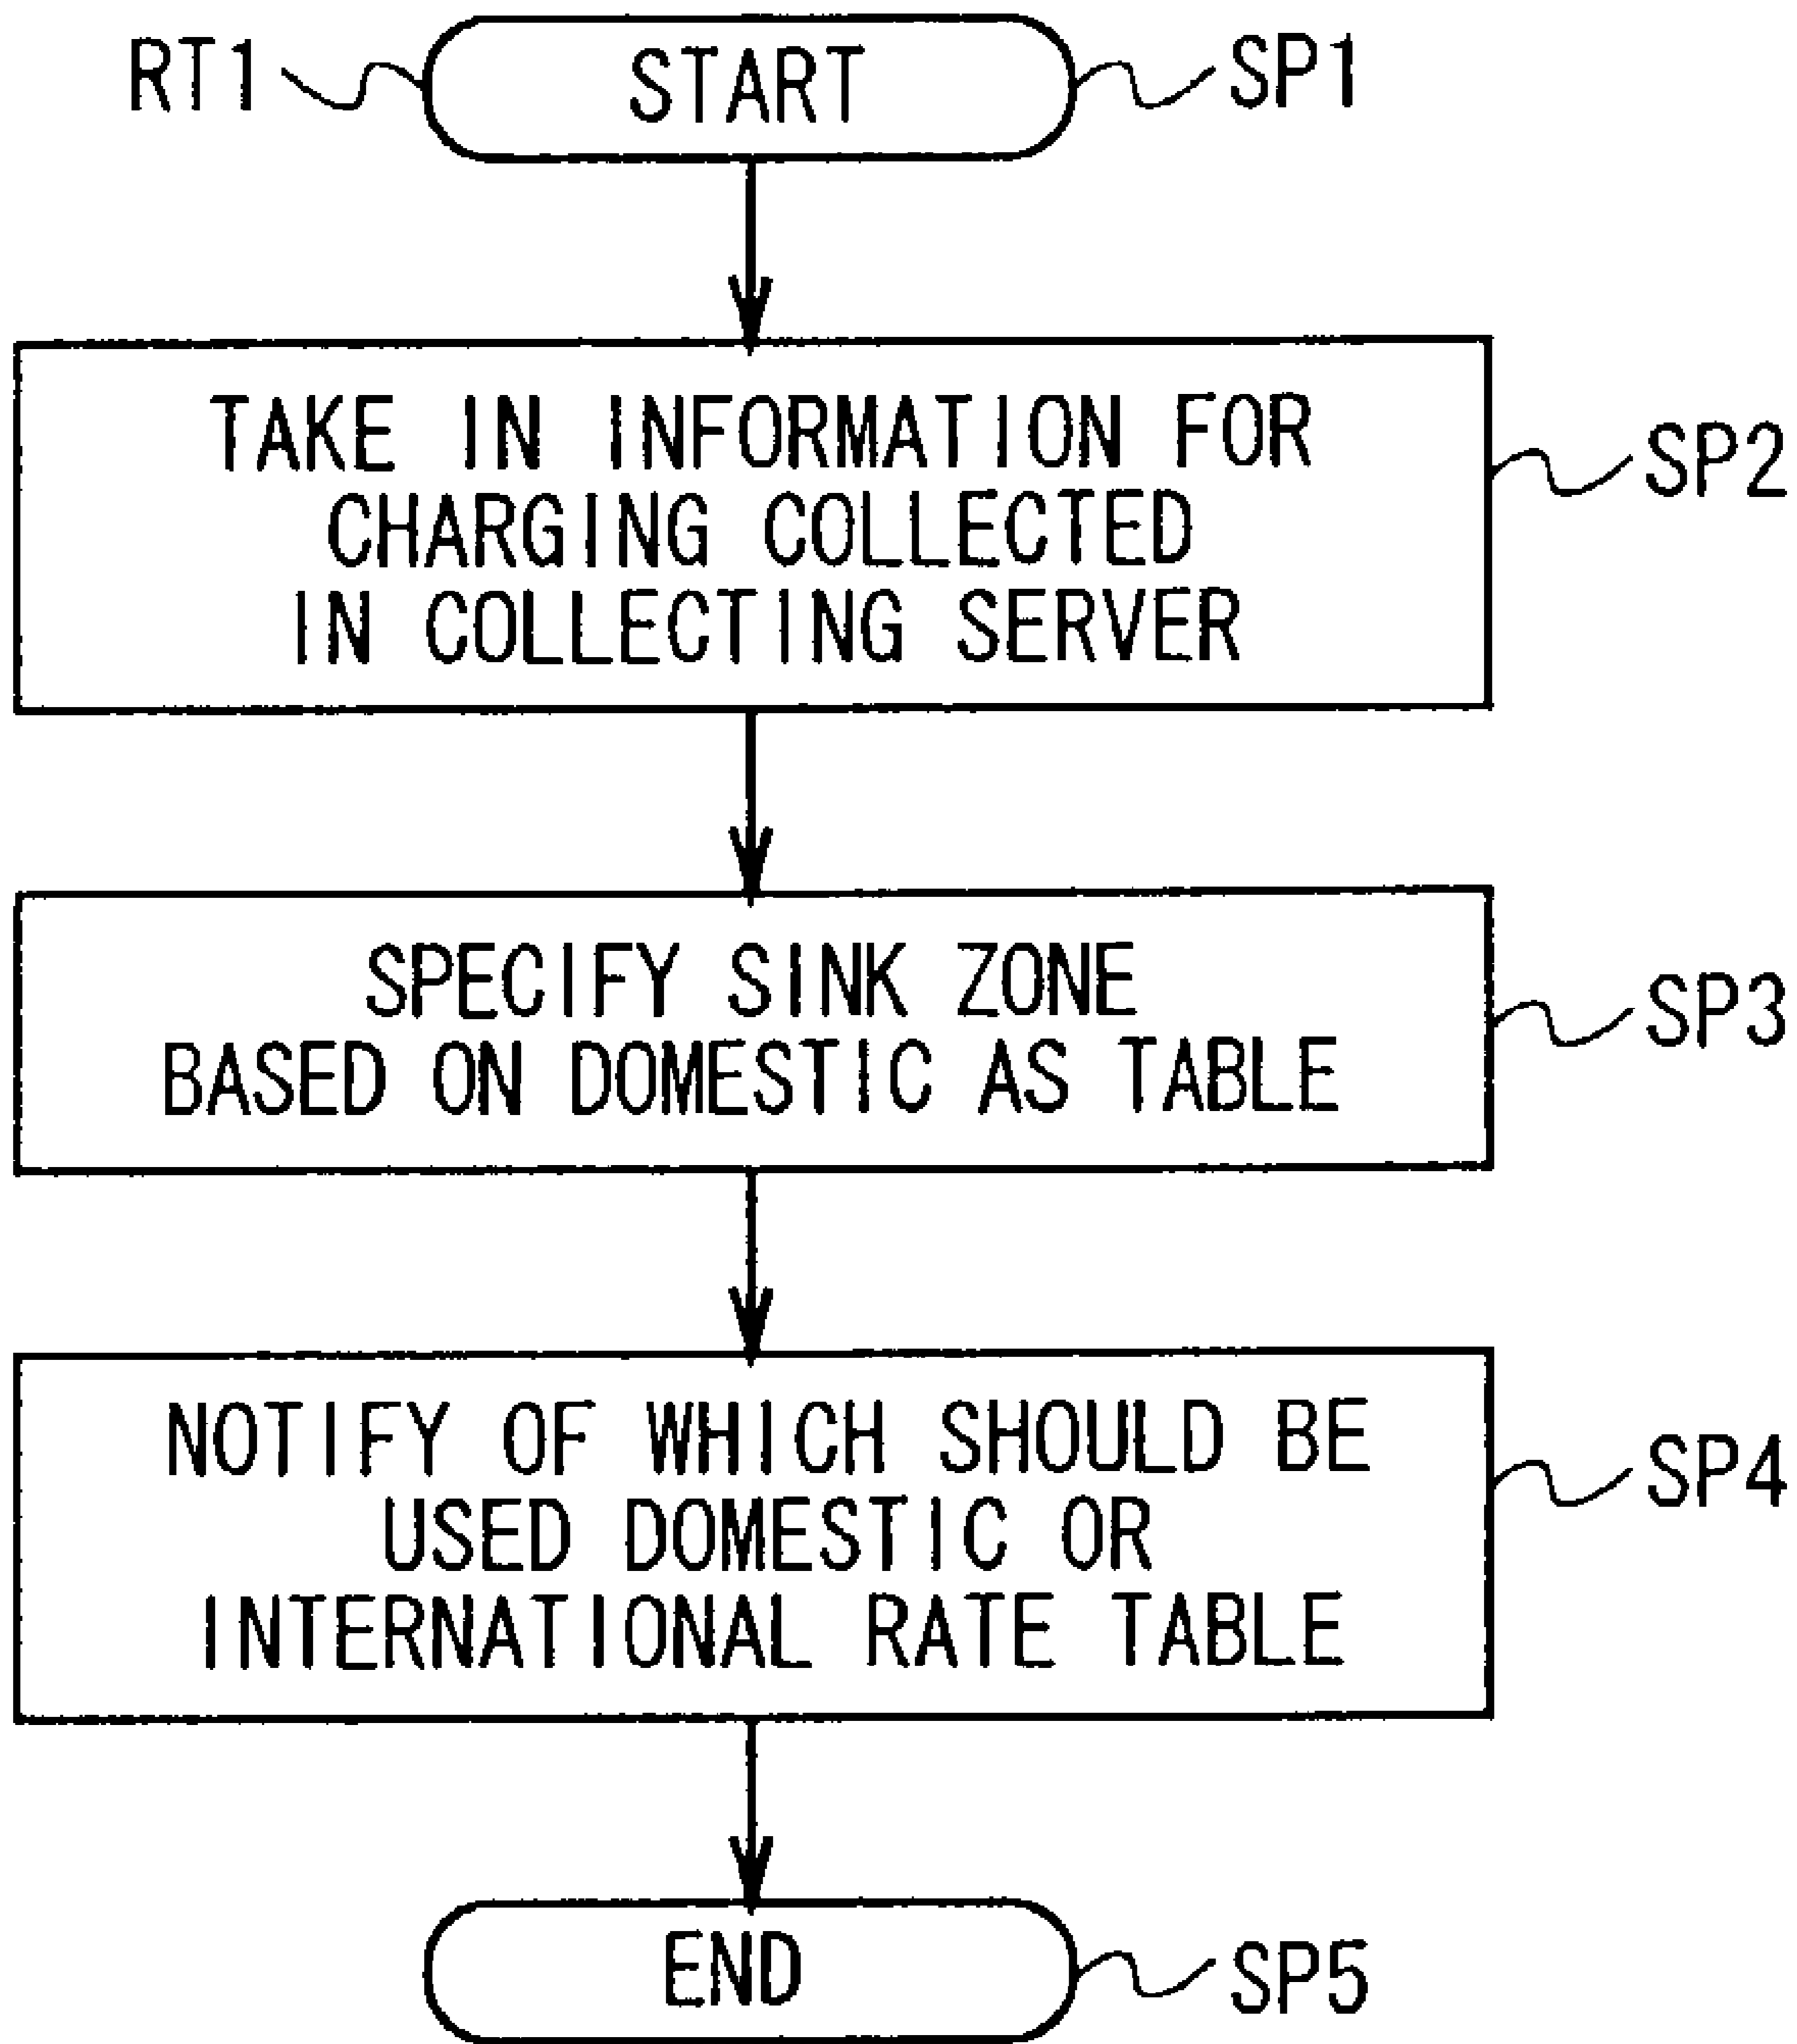 RT1
START
SP1
TAKE IN INFORMATION FOR
CHARGING COLLECTED
IN COLLECTING SERVER
SP2
SPECIFY SINK ZONE
BASED ON DOMESTIC AS TABLE
SP3
NOTIFY OF WHICH SHOULD BE
USED DOMESTIC OR
INTERNATIONAL RATE TABLE
SP4
END
SP5